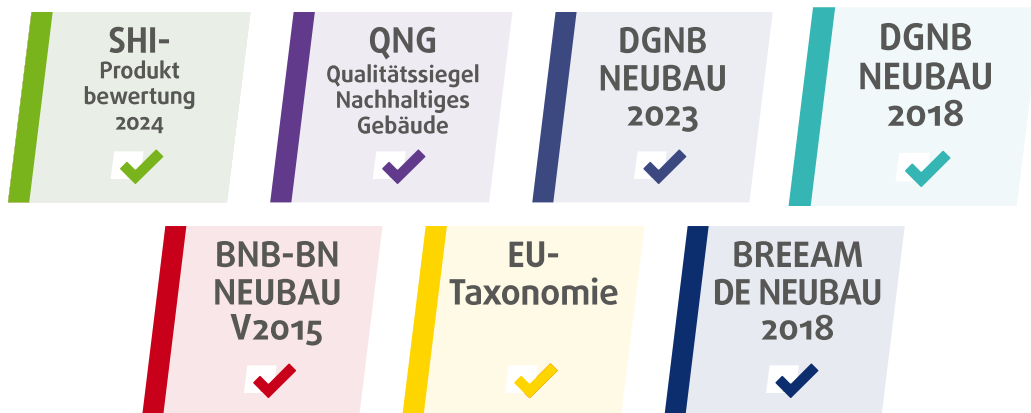 SHI-
Produkt
bewertung
2024
QNG
Qualitätssiegel
Nachhaltiges
Gebäude
DGNB
NEUBAU
2023
DGNB
NEUBAU
2018
BNB-BN
NEUBAU
V2015
EU-
Taxonomie
BREEAM
DE NEUBAU
2018